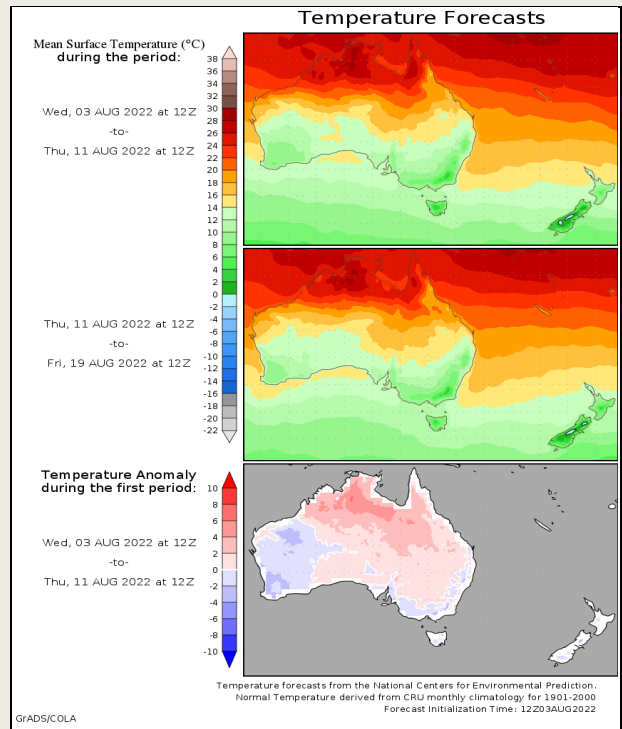 Temperature Forecasts
Mean Surface Temperature (°C)
during the period:
Wed, 03 AUG 2022 at 12Z
-to-
Thu, 11 AUG 2022 at 12Z
38
36
34
32
30
28
26
24
22
20
18
16
14
12
10
8
6
4
2
0
-2
-4
-6
-8
-10
-12
-14
-16
-18
-20
-22
Thu, 11 AUG 2022 at 12Z
-to-
Fri, 19 AUG 2022 at 12Z
Temperature Anomaly
during the first period:
Wed, 03 AUG 2022 at 12Z
-to-
Thu, 11 AUG 2022 at 12Z
10
8
6
4
2
0
-2
-4
-6
-8
-10
Temperature forecasts from the National Centers for Environmental Prediction.
Normal Temperature derived from CRU monthly climatology for 1901-2000
Forecast Initialization Time: 12Z03AUG2022
GrADS/COLA